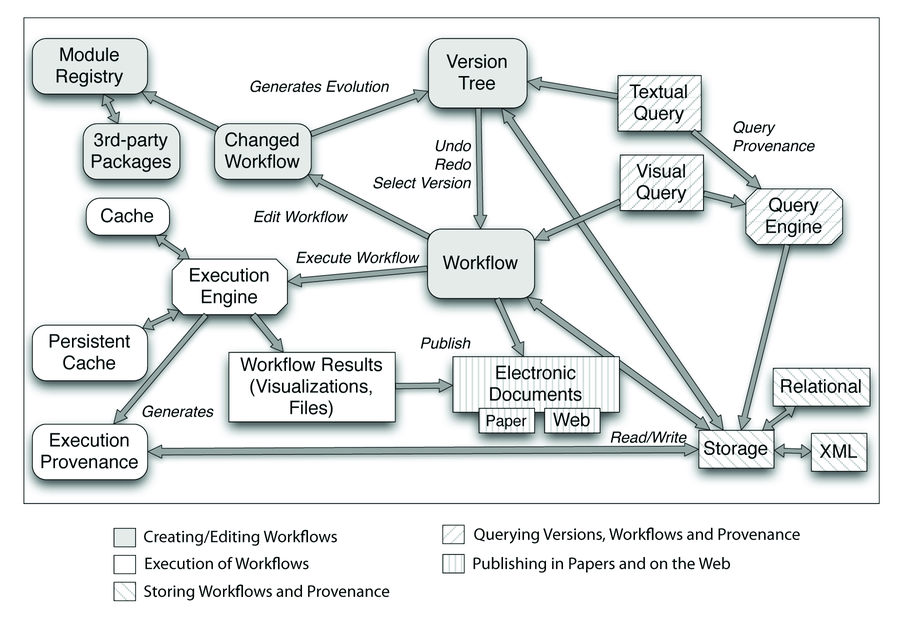 Module
Registry
Generates Evolution
Version
Tree
Textual
Query
Query
Provenance
3rd-party
Packages
Changed
Workflow
Undo
Redo
Select Version
Visual
Query
Cache
Edit Workflow
Query
Engine
Execution
Engine
Execute Workflow
Workflow
Persistent
Cache
Publish
Workflow Results
(Visualizations,
Files)
Electronic
Documents
Paper
Web
Relational
Generates
Execution
Provenance
Read/Write
Storage
XML
Creating/Editing Workflows
Execution of Workflows
Storing Workflows and Provenance
Querying Versions, Workflows and Provenance
Publishing in Papers and on the Web